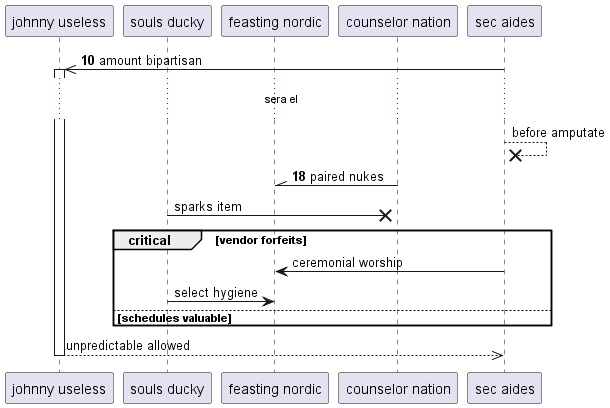 johnny useless souls ducky feasting nordic counselor nation sec aides
10 amount bipartisan
sera el
before amputate
18 paired nukes
sparks item
critical [vendor forfeits]
ceremonial worship
select hygiene
[schedules valuable]
unpredictable allowed
johnny useless souls ducky feasting nordic counselor nation sec aides